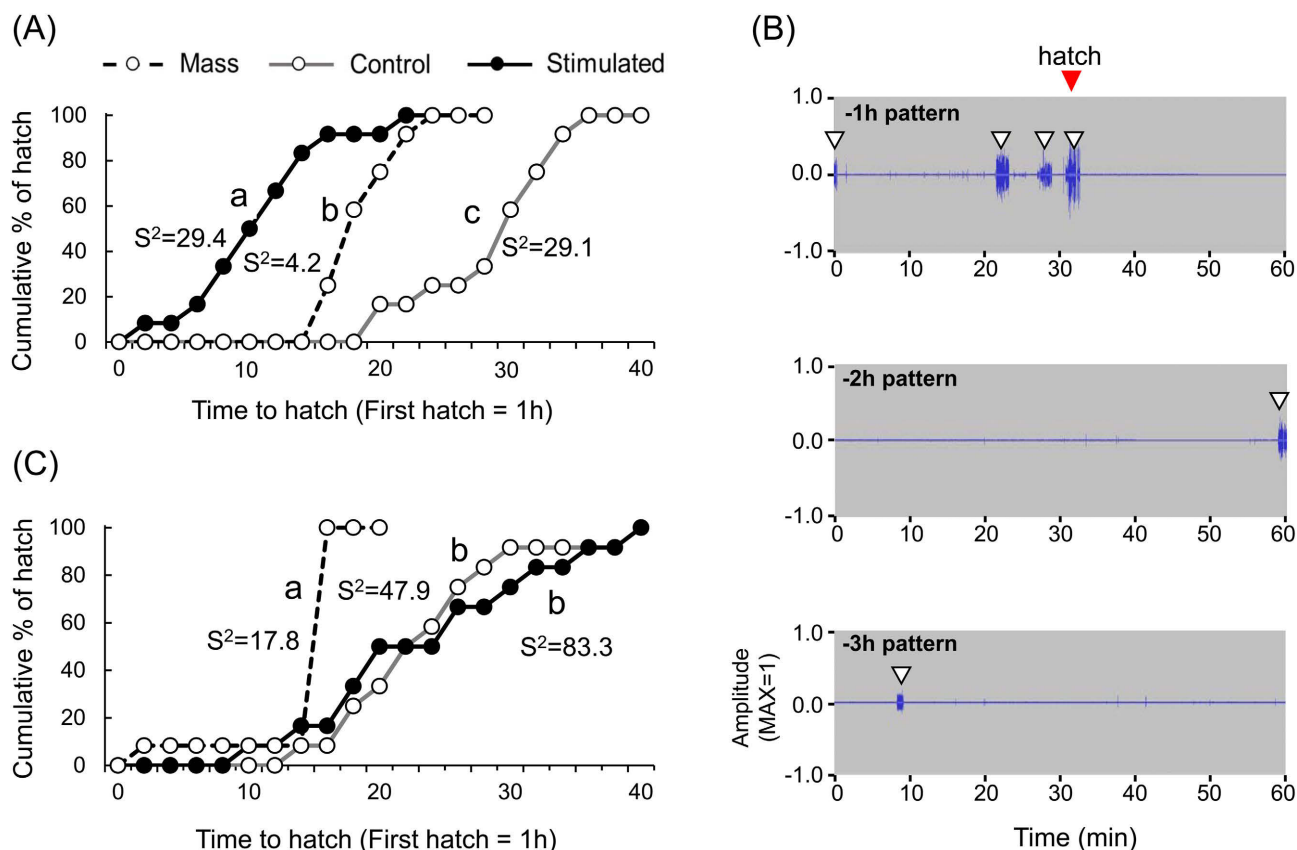 (A)
Mass Control Stimulated
Cumulative % of hatch
100
80
60
40
20
0
a
b
c
S²=29.4
S²=4.2
S²=29.1
0 10 20 30 40
Time to hatch (First hatch = 1h)
(B)
hatch
-1h pattern
1.0
0.0
-1.0
0 10 20 30 40 50 60
-2h pattern
1.0
0.0
-1.0
0 10 20 30 40 50 60
-3h pattern
1.0
0.0
-1.0
Amplitude
(MAX=1)
0 10 20 30 40 50 60
Time (min)
(C)
Cumulative % of hatch
100
80
60
40
20
0
a
b
b
S²=47.9
S²=17.8
S²=83.3
0 10 20 30 40
Time to hatch (First hatch = 1h)